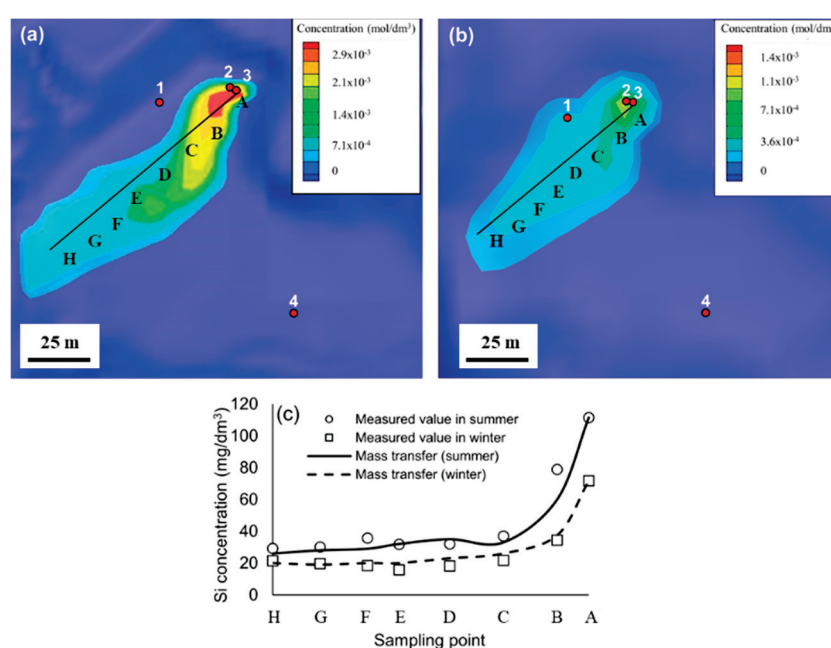 (a)
Concentration (mol/dm³)
2.9x10⁻³
2.1x10⁻³
1.4x10⁻³
7.1x10⁻⁴
0
1
2
3
A
B
C
D
E
F
G
H
4
25 m
(b)
Concentration (mol/dm³)
1.4x10⁻³
1.1x10⁻³
7.1x10⁻⁴
3.6x10⁻⁴
0
1
2
3
A
B
C
D
E
F
G
H
4
25 m
(c)
Measured value in summer
Measured value in winter
Mass transfer (summer)
Mass transfer (winter)
Si concentration (mg/dm³)
120
100
80
60
40
20
0
H G F E D C B A
Sampling point